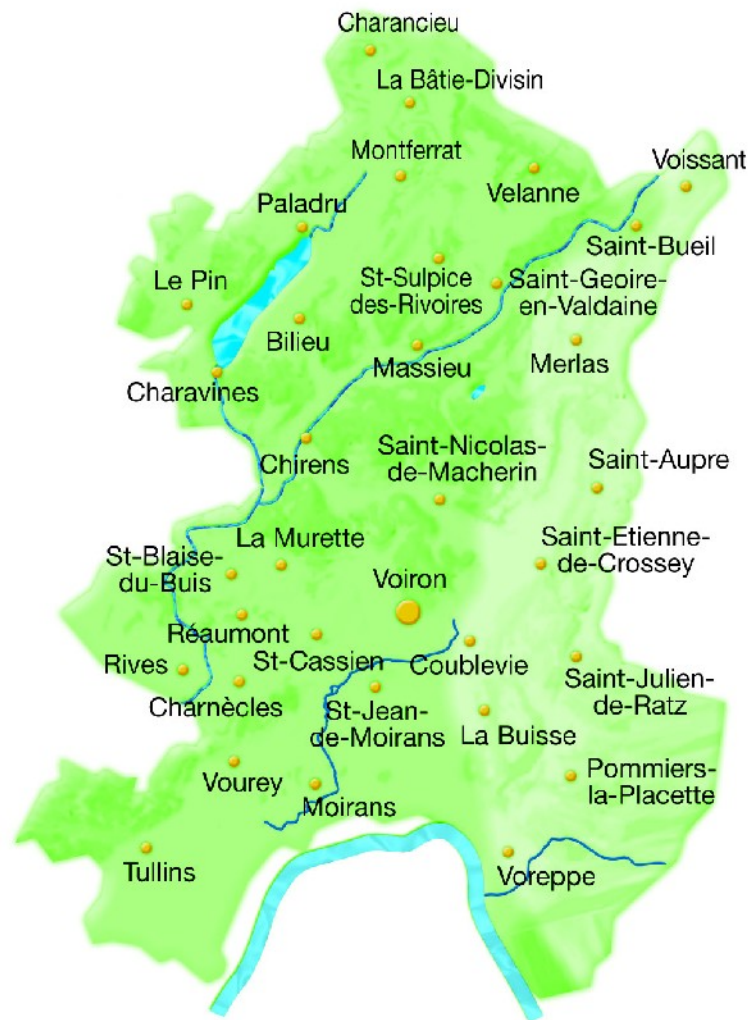 Charancieu
La Bâtie-Divisin
Montferrat
Velanne
Voissant
Paladru
Saint-Bueil
Le Pin
St-Sulpice
des-Rivoires
Saint-Geoire-
en-Valdaine
Bilieu
Massieu
Merlas
Charavines
Chirens
Saint-Nicolas-
de-Macherin
Saint-Aupre
La Murette
St-Blaise-
du-Buis
Saint-Etienne-
de-Crossey
Voiron
Réaumont
St-Cassien
Coublevie
Rives
Saint-Julien-
de-Ratz
Charnècles
St-Jean-
de-Moirans
La Buisse
Vourey
Moirans
Pommiers-
la-Placette
Tullins
Voreppe